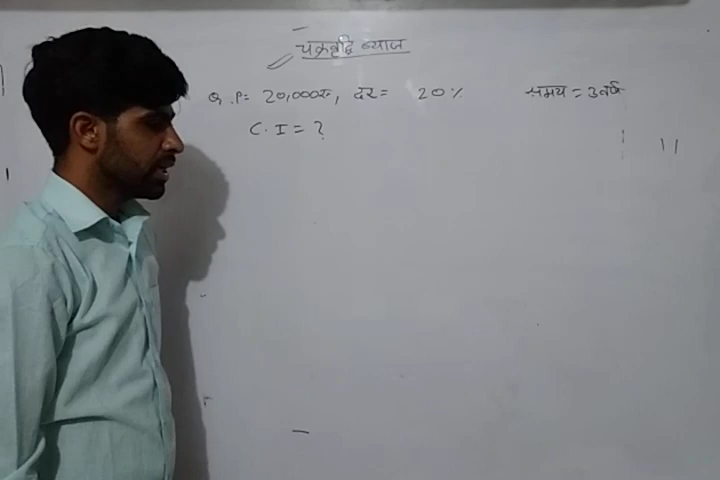 चक्रवृद्धि ब्याज
Q. P= 20,000रु, दर= 20% समय = 3वर्ष
C. I = ?